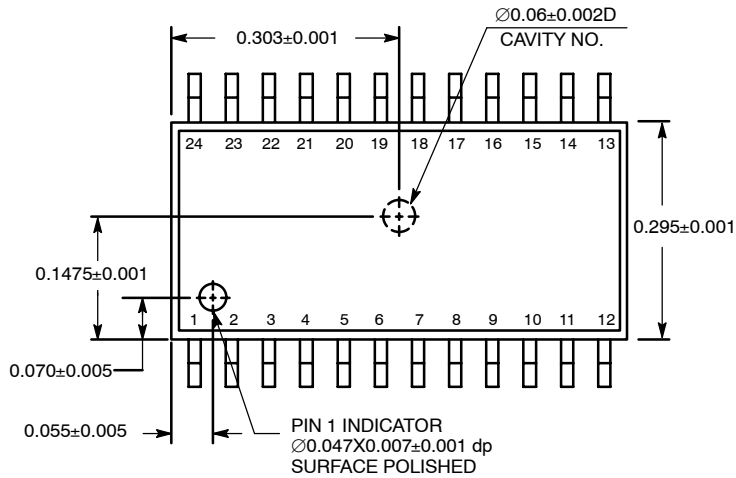 ∅0.06±0.002D
CAVITY NO.
0.303±0.001
24 23 22 21 20 19 18 17 16 15 14 13
0.295±0.001
0.1475±0.001
1 2 3 4 5 6 7 8 9 10 11 12
0.070±0.005
0.055±0.005
PIN 1 INDICATOR
∅0.047X0.007±0.001 dp
SURFACE POLISHED